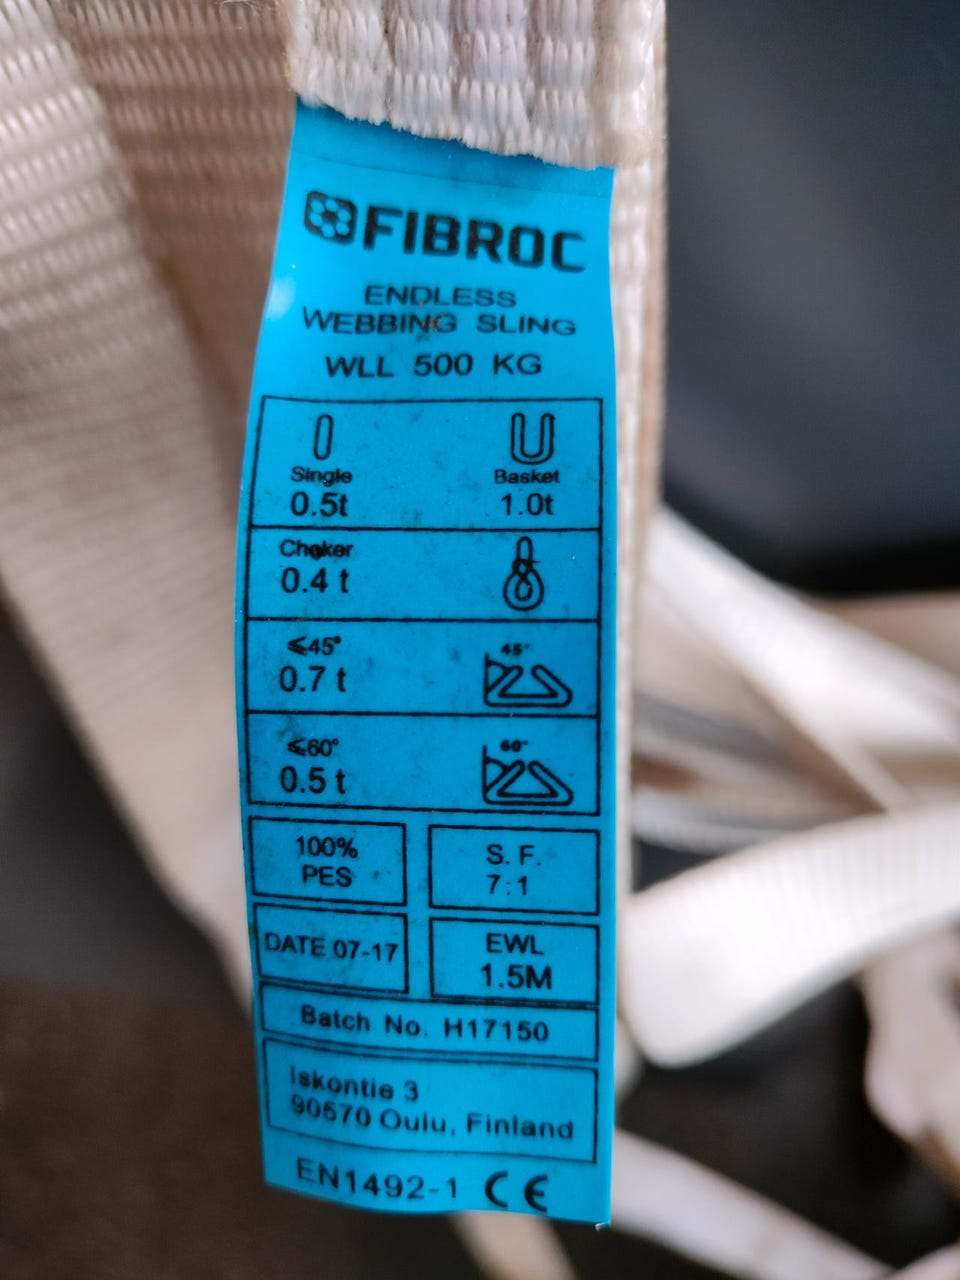 FIBROC
ENDLESS
WEBBING SLING
WLL 500 KG
Single Basket
0.5t 1.0t
Choker
0.4 t
≤45° 45°
0.7 t
≤60° 60°
0.5 t
100% S. F.
PES 7:1
DATE 07-17 EWL
1.5M
Batch No. H17150
Iskontie 3
90570 Oulu, Finland
EN1492-1 CE